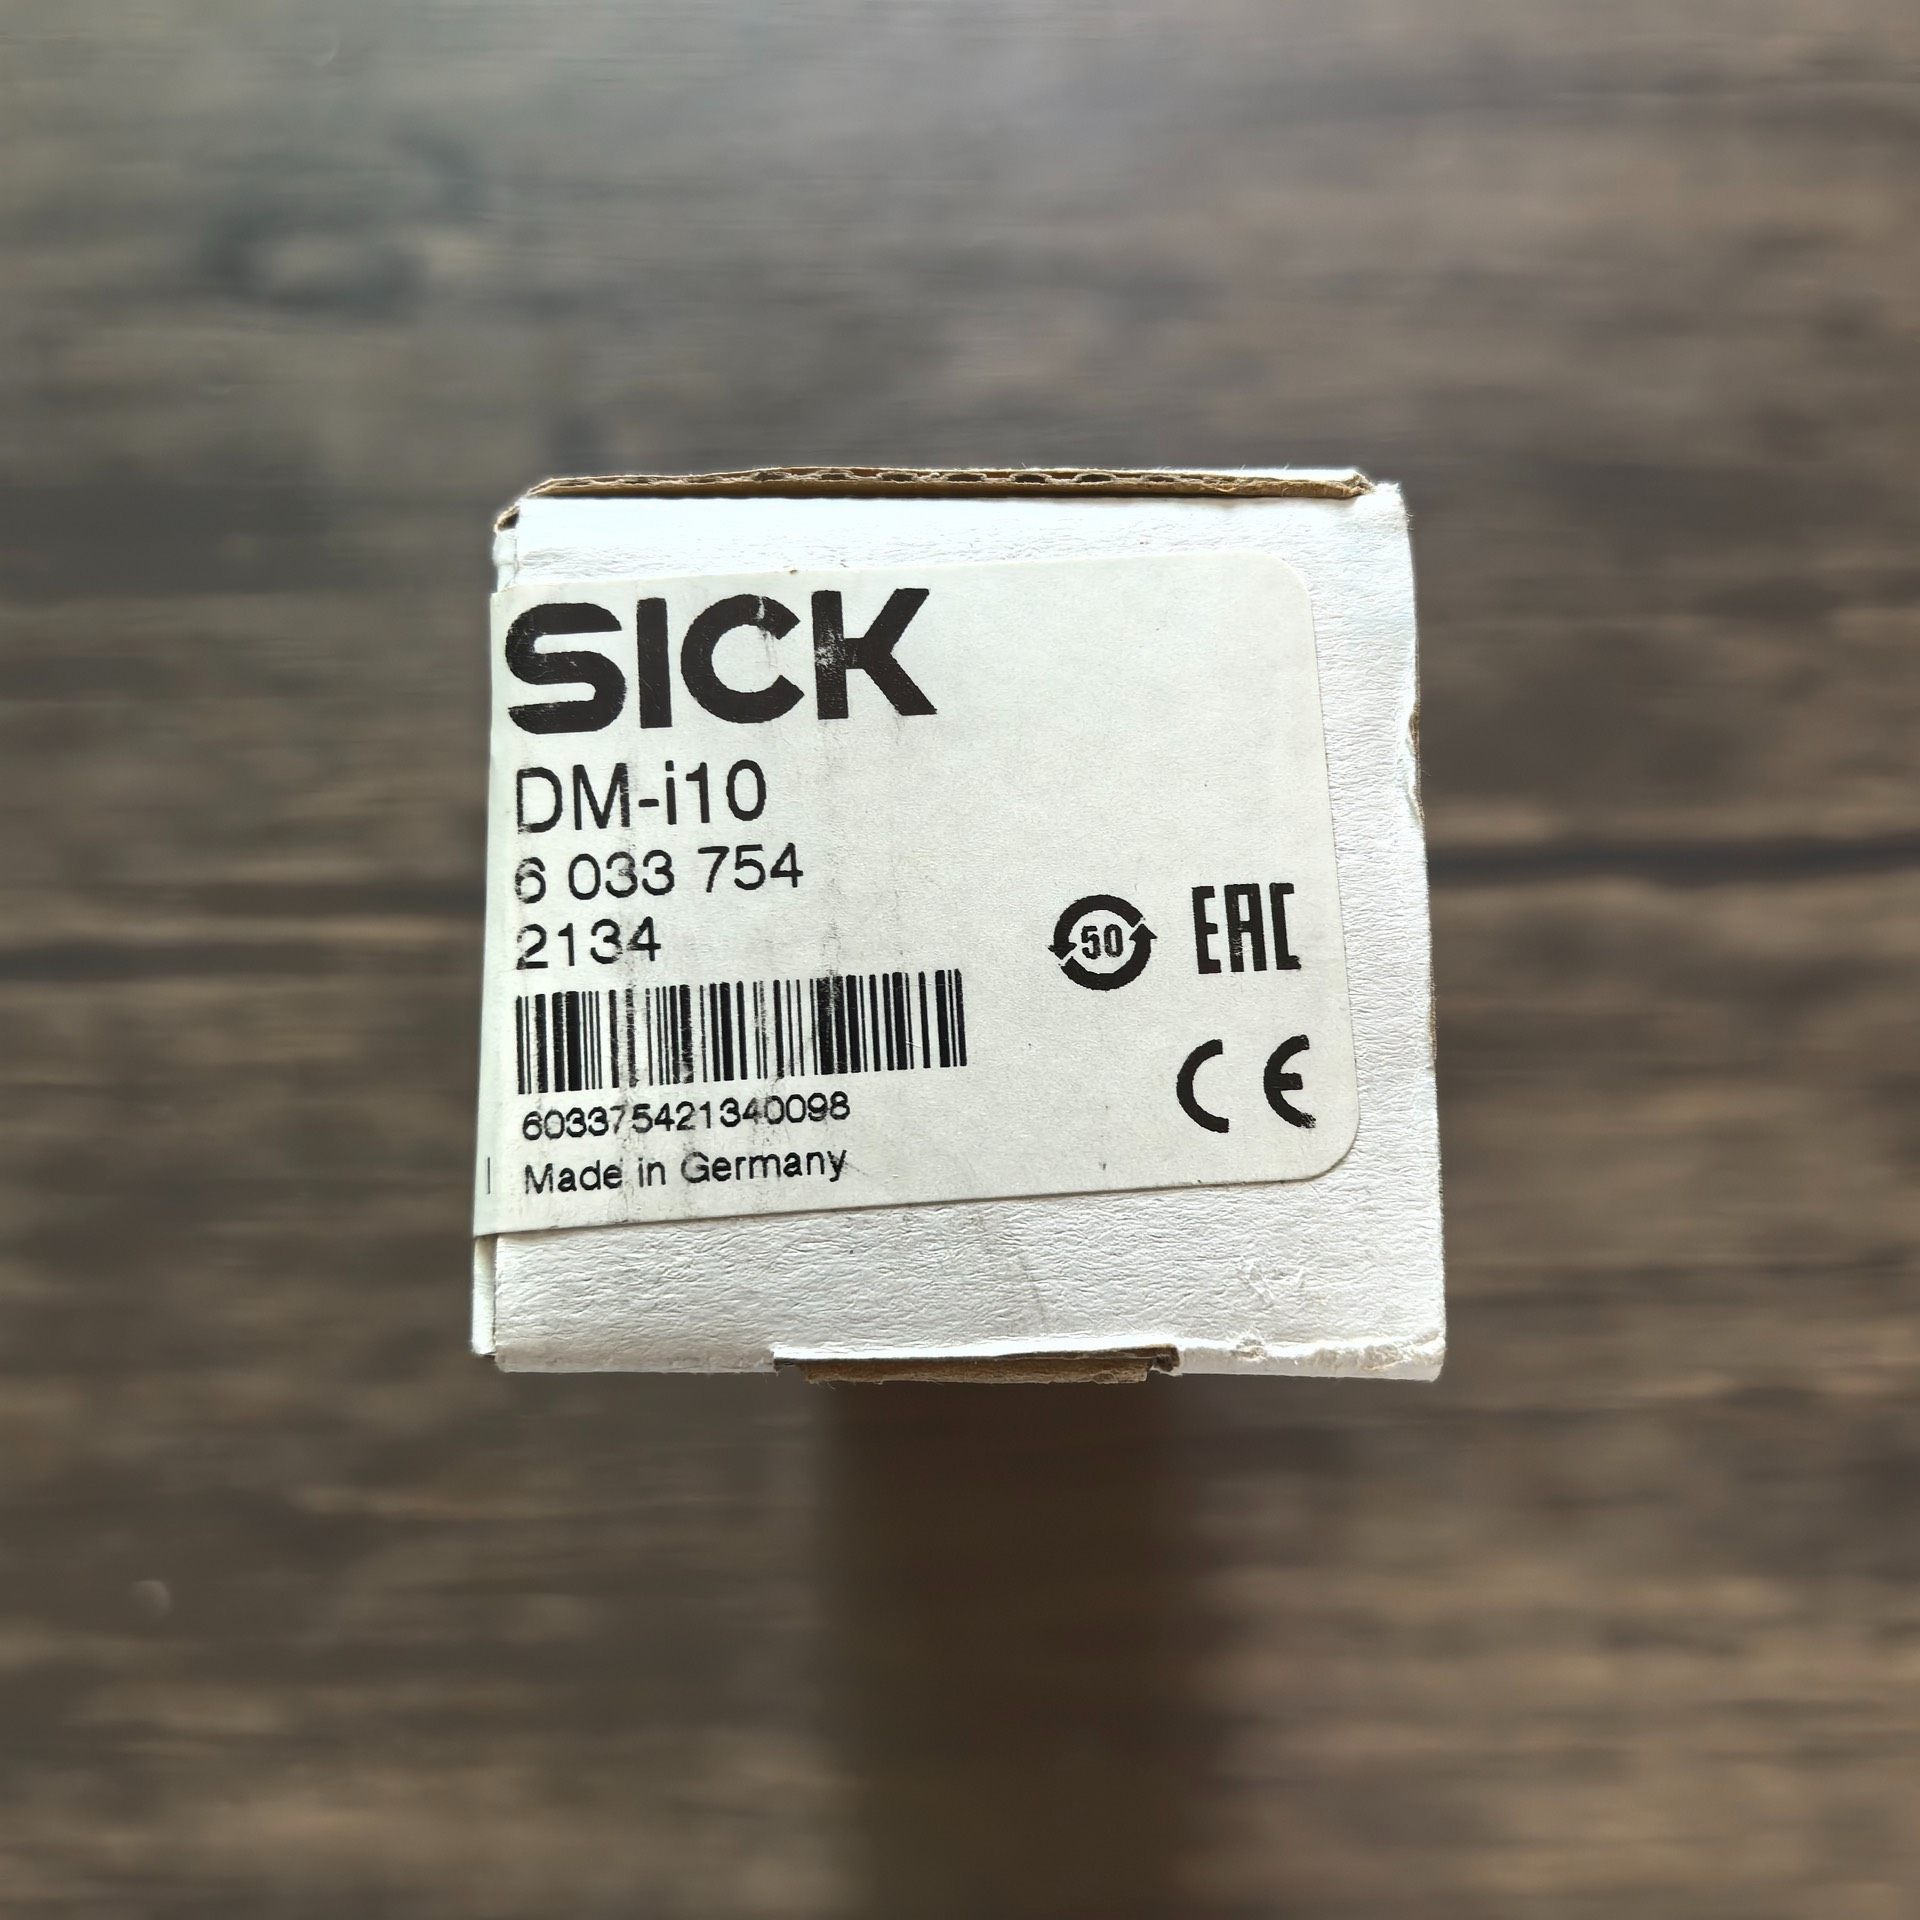 SICK
DM-i10
6 033 754
2134
50 EAC
CE
603375421340098
Made in Germany